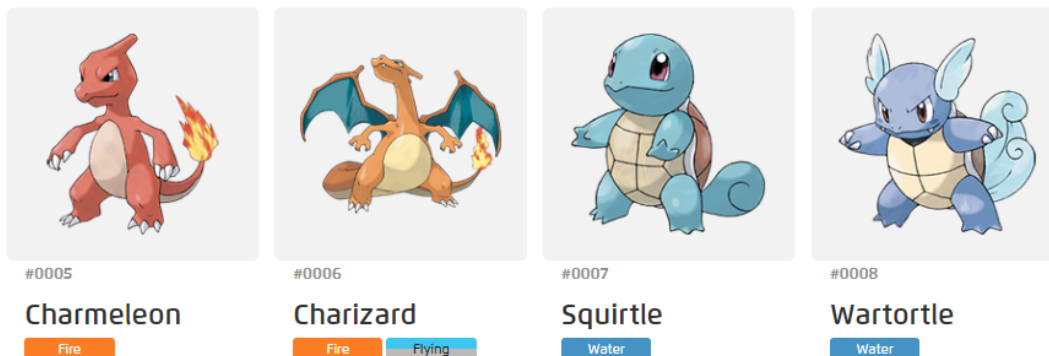 #0005
Charmeleon
Fire
#0006
Charizard
Fire Flying
#0007
Squirtle
Water
#0008
Wartortle
Water